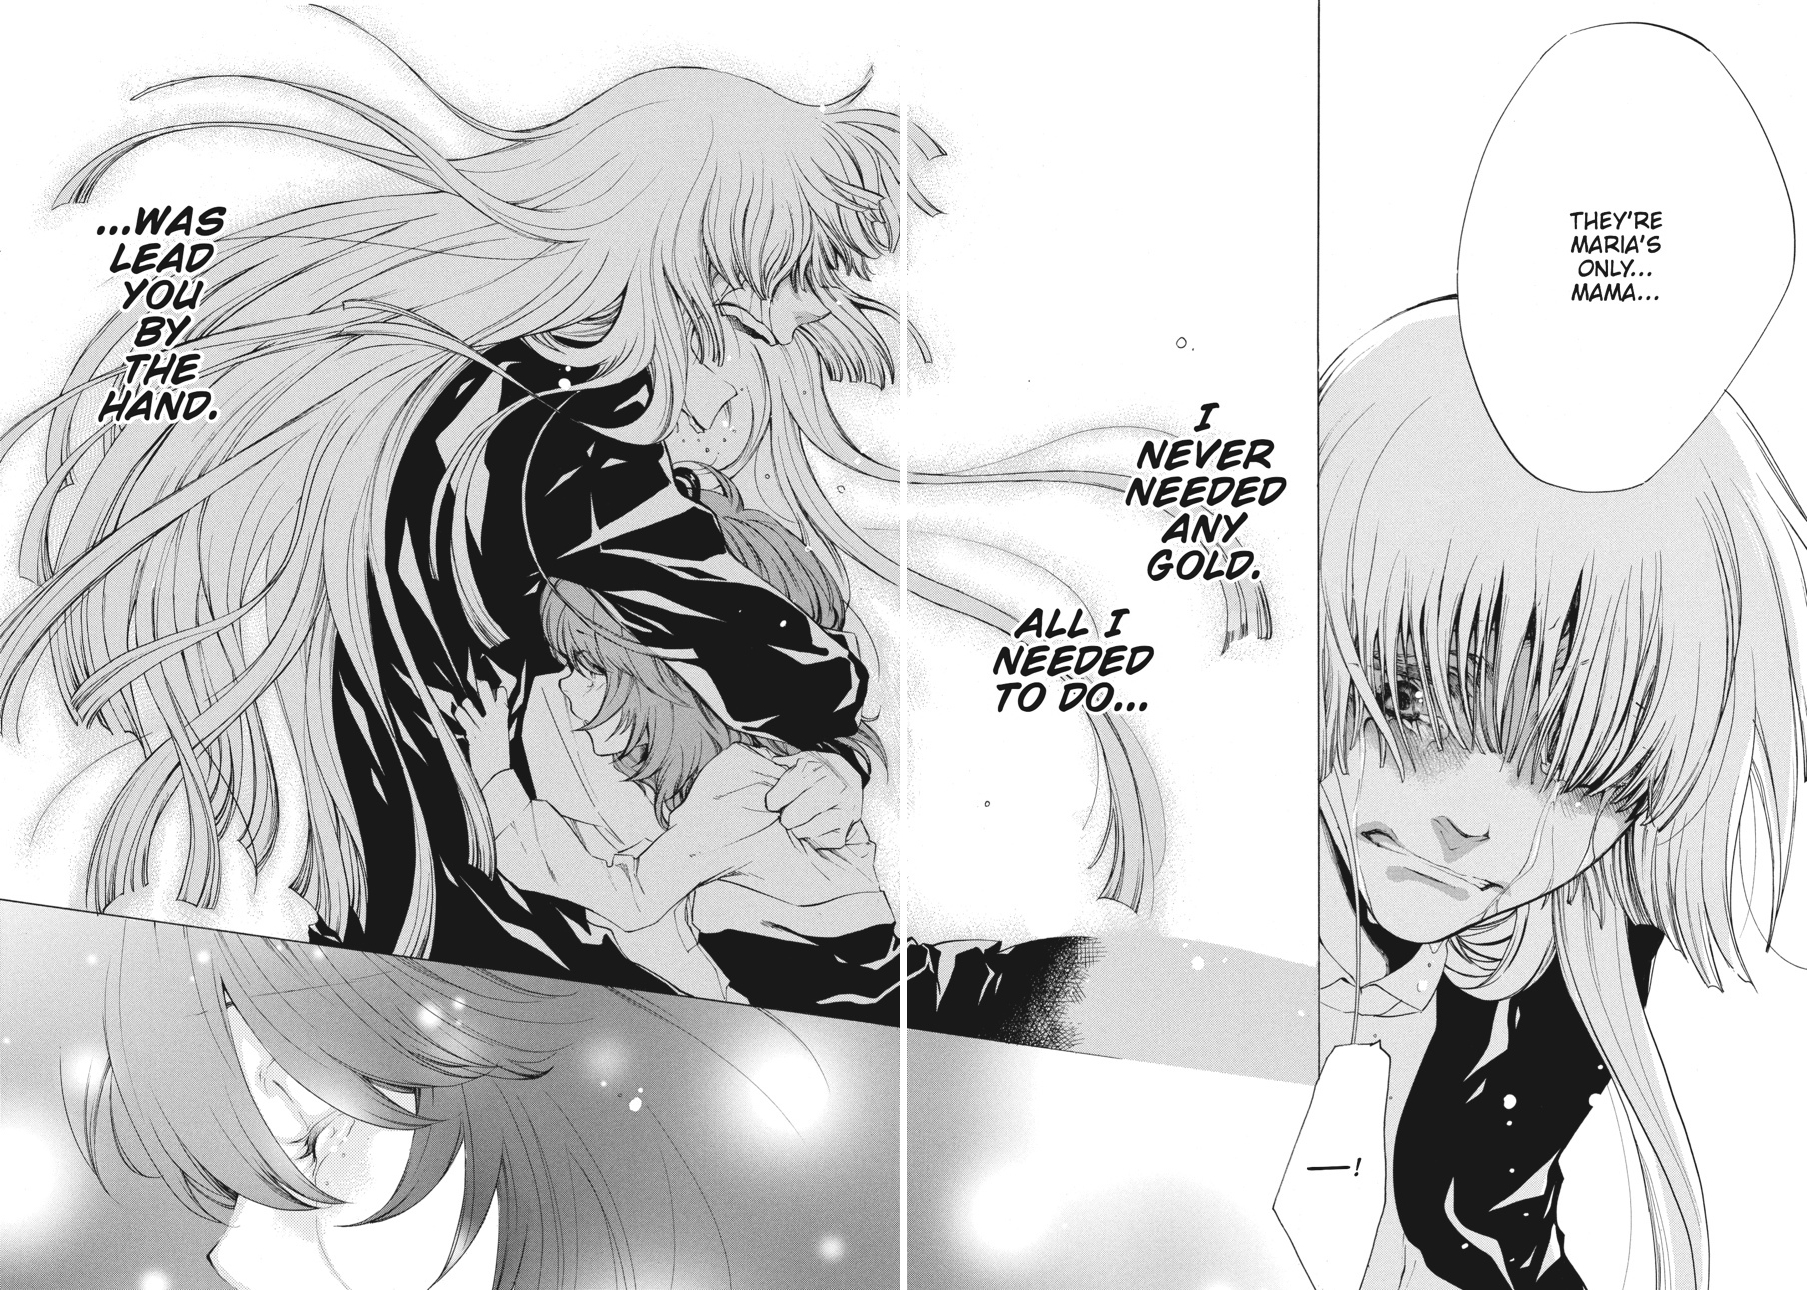 THEY'RE
MARIA'S
ONLY...
MAMA...
—!
I
NEVER
NEEDED
ANY
GOLD.
ALL I
NEEDED
TO DO...
...WAS
LEAD
YOU
BY
THE
HAND.